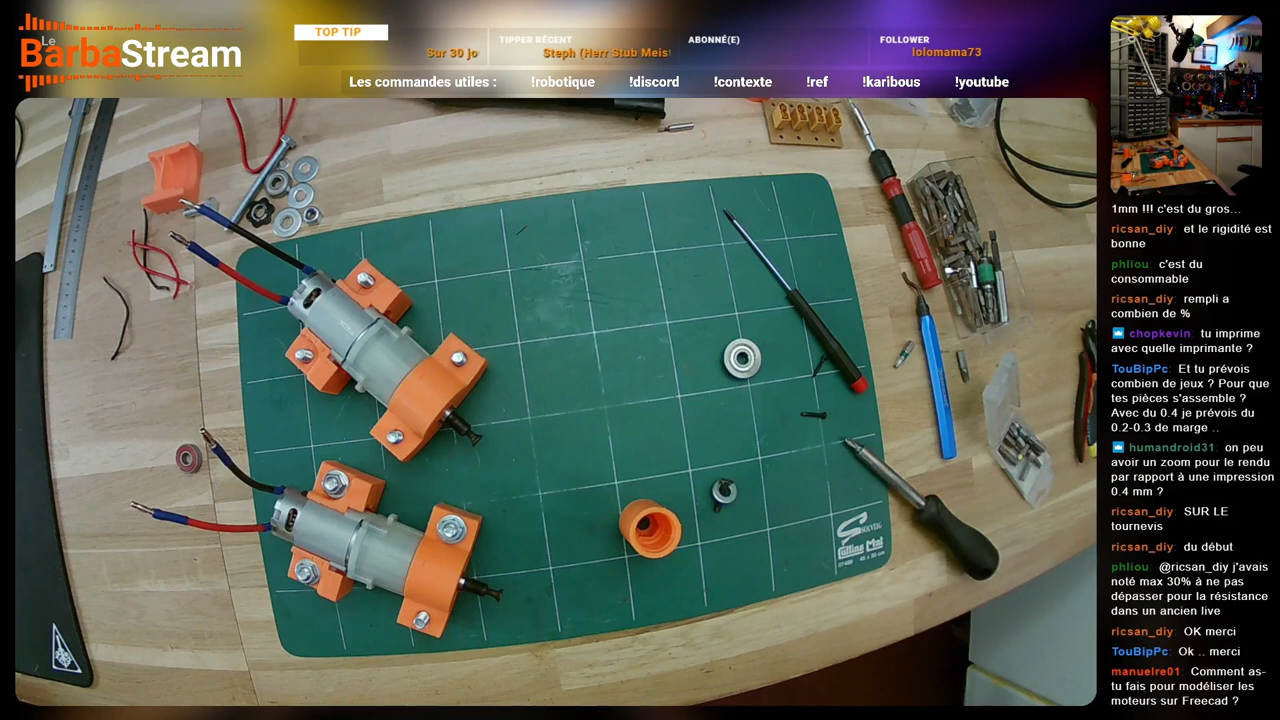 Le
BarbaStream
TOP TIP
Sur 30 jo
TIPPER RÉCENT
Steph (Herr Stub Meis
ABONNÉ(E)
FOLLOWER
lolomama73
Les commandes utiles :
!robotique
!discord
!contexte
!ref
!karibous
!youtube
1mm !!! c'est du gros...
ricsan_diy: et le rigidité est
bonne
phliou: c'est du
consommable
ricsan_diy: rempli a
combien de %
chopkevin: tu imprime
avec quelle imprimante ?
TouBipPc: Et tu prévois
combien de jeux ? Pour que
tes pièces s'assemble ?
Avec du 0.4 je prévois du
0.2-0.3 de marge ..
humandroid31: on peu
avoir un zoom pour le rendu
par rapport à une impression
0.4 mm ?
ricsan_diy: SUR LE
tournevis
ricsan_diy: du début
phliou: @ricsan_diy j'avais
noté max 30% à ne pas
dépasser pour la résistance
dans un ancien live
ricsan_diy: OK merci
TouBipPc: Ok .. merci
manuelre01: Comment as-
tu fais pour modéliser les
moteurs sur Freecad ?
Cutting Mat